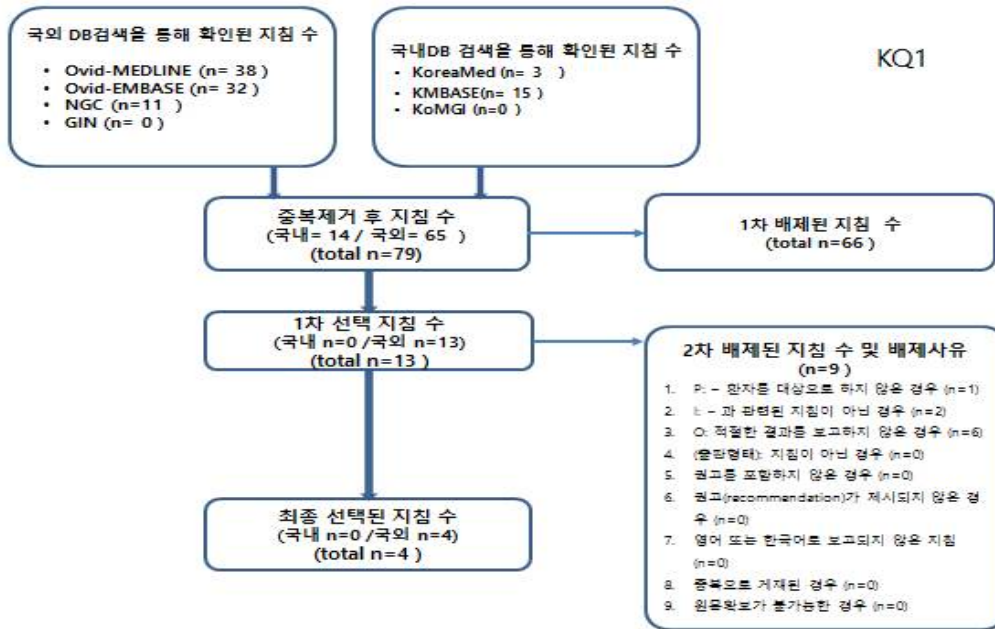 국외 DB검색을 통해 확인된 지침 수
• Ovid-MEDLINE (n= 38 )
• Ovid-EMBASE (n= 32 )
• NGC (n=11 )
• GIN (n= 0 )
국내DB 검색을 통해 확인된 지침 수
• KoreaMed (n= 3 )
• KMBASE(n= 15 )
• KoMGI (n=0 )
KQ1
중복제거 후 지침 수
(국내= 14 / 국외= 65 )
(total n=79)
1차 배제된 지침 수
(total n=66 )
1차 선택 지침 수
(국내 n=0 /국외 n=13)
(total n=13 )
2차 배제된 지침 수 및 배제사유
(n=9 )
1. P: – 환자를 대상으로 하지 않은 경우 (n=1)
2. I: – 과 관련된 지침이 아닌 경우 (n=2)
3. O: 적절한 결과를 보고하지 않은 경우 (n=6)
4. (출판형태): 지침이 아닌 경우 (n=0)
5. 권고를 포함하지 않은 경우 (n=0)
6. 권고(recommendation)가 제시되지 않은 경
우 (n=0)
7. 영어 또는 한국어로 보고되지 않은 지침
(n=0)
8. 중복으로 게재된 경우 (n=0)
9. 원문확보가 불가능한 경우 (n=0)
최종 선택된 지침 수
(국내 n=0 /국외 n=4)
(total n=4 )